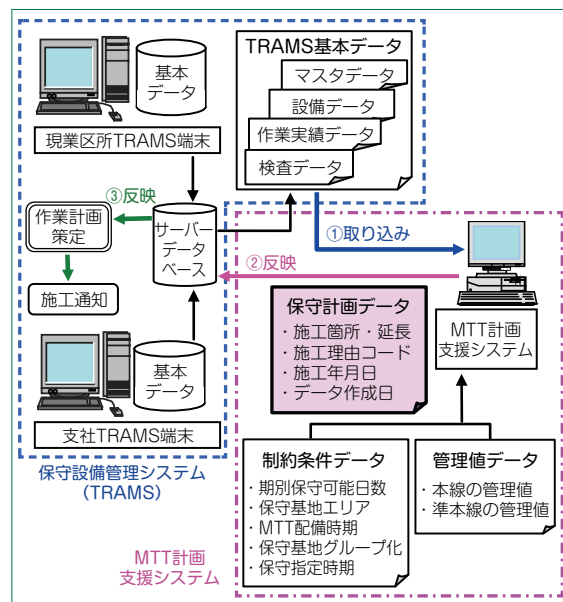 基本
データ
現業区所TRAMS端末
TRAMS基本データ
マスタデータ
設備データ
作業実績データ
検査データ
③反映
作業計画
策定
施工通知
サーバー
データ
ベース
①取り込み
②反映
保守計画データ
・施工箇所・延長
・施工理由コード
・施工年月日
・データ作成日
MTT計画
支援システム
基本
データ
支社TRAMS端末
保守設備管理システム
(TRAMS)
制約条件データ
・期別保守可能日数
・保守基地エリア
・MTT配備時期
・保守基地グループ化
・保守指定時期
管理値データ
・本線の管理値
・準本線の管理値
MTT計画
支援システム